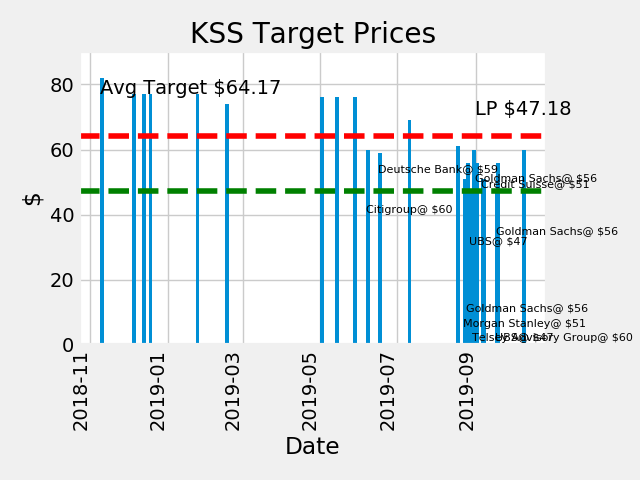 KSS Target Prices
80
Avg Target $64.17
LP $47.18
60
Deutsche Bank@ $59
Goldman Sachs@ $56
Credit Suisse@ $51
40
Citigroup@ $60
Goldman Sachs@ $56
UBS@ $47
$
20
Goldman Sachs@ $56
Morgan Stanley@ $51
Telsey Advisory Group@ $60
UBS@ $47
0
2018-11
2019-01
2019-03
2019-05
2019-07
2019-09
Date